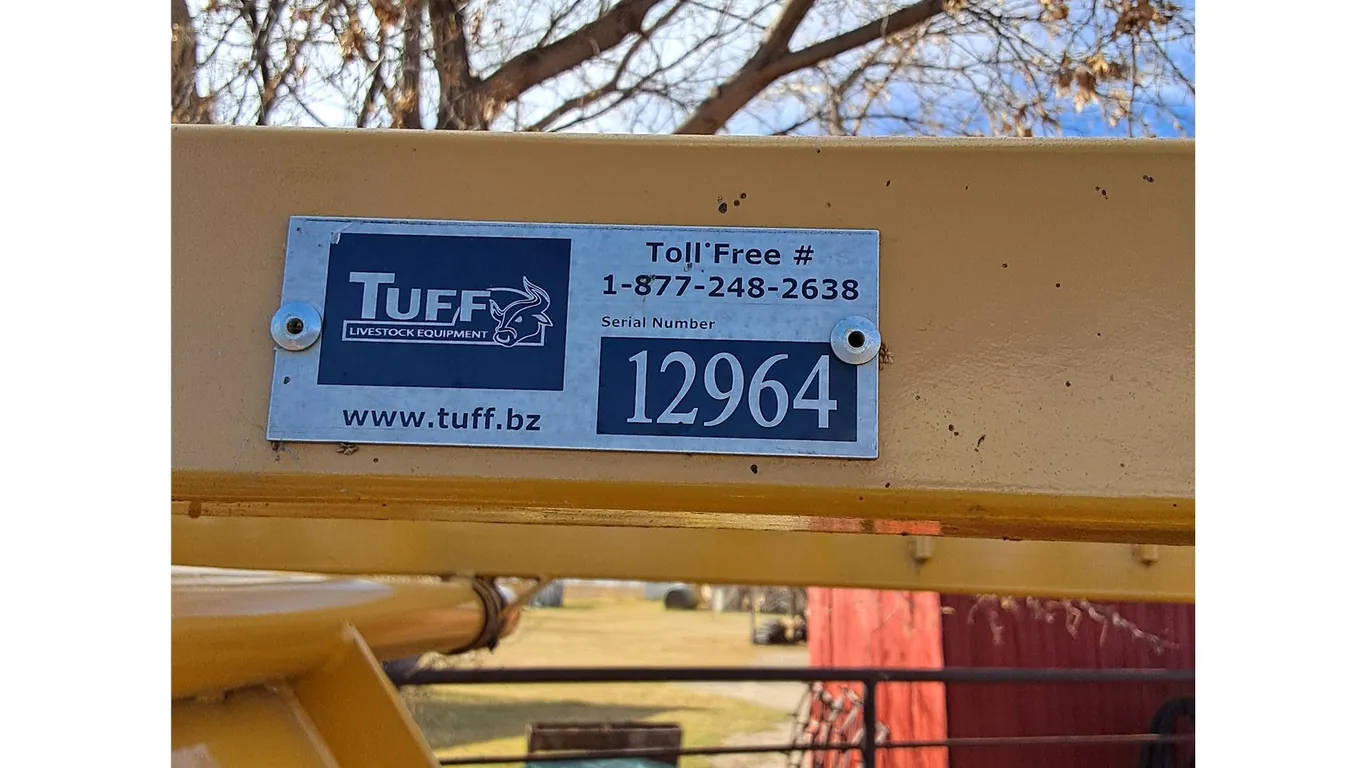 TUFF
LIVESTOCK EQUIPMENT
www.tuff.bz
Toll Free #
1-877-248-2638
Serial Number
12964